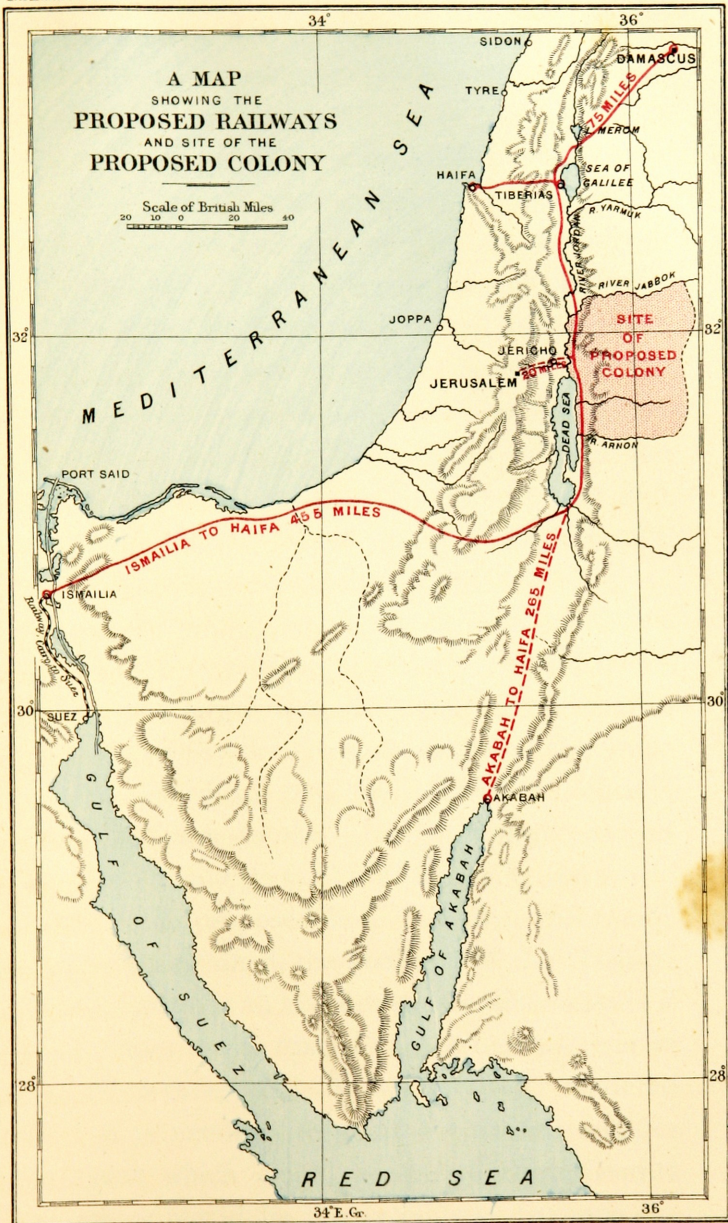 34°
36°
A MAP
SHOWING THE
PROPOSED RAILWAYS
AND SITE OF THE
PROPOSED COLONY
Scale of British Miles
20 10 0 20 40
SIDON
DAMASCUS
75 MILES
TYRE
L. MEROM
SEA OF
GALILEE
HAIFA
TIBERIAS
R. YARMUK
RIVER JORDAN
RIVER JABBOK
MEDITERRANEAN SEA
SITE
OF
PROPOSED
COLONY
JOPPA
32°
32°
JERICHO
20 MILES
JERUSALEM
DEAD SEA
R. ARNON
PORT SAID
ISMAILIA TO HAIFA 455 MILES
ISMAILIA
Railway Cairo to Suez
AKABAH TO HAIFA 265 MILES
30°
30°
SUEZ
AKABAH
GULF OF SUEZ
GULF OF AKABAH
28°
28°
RED SEA
34° E. Gr.
36°